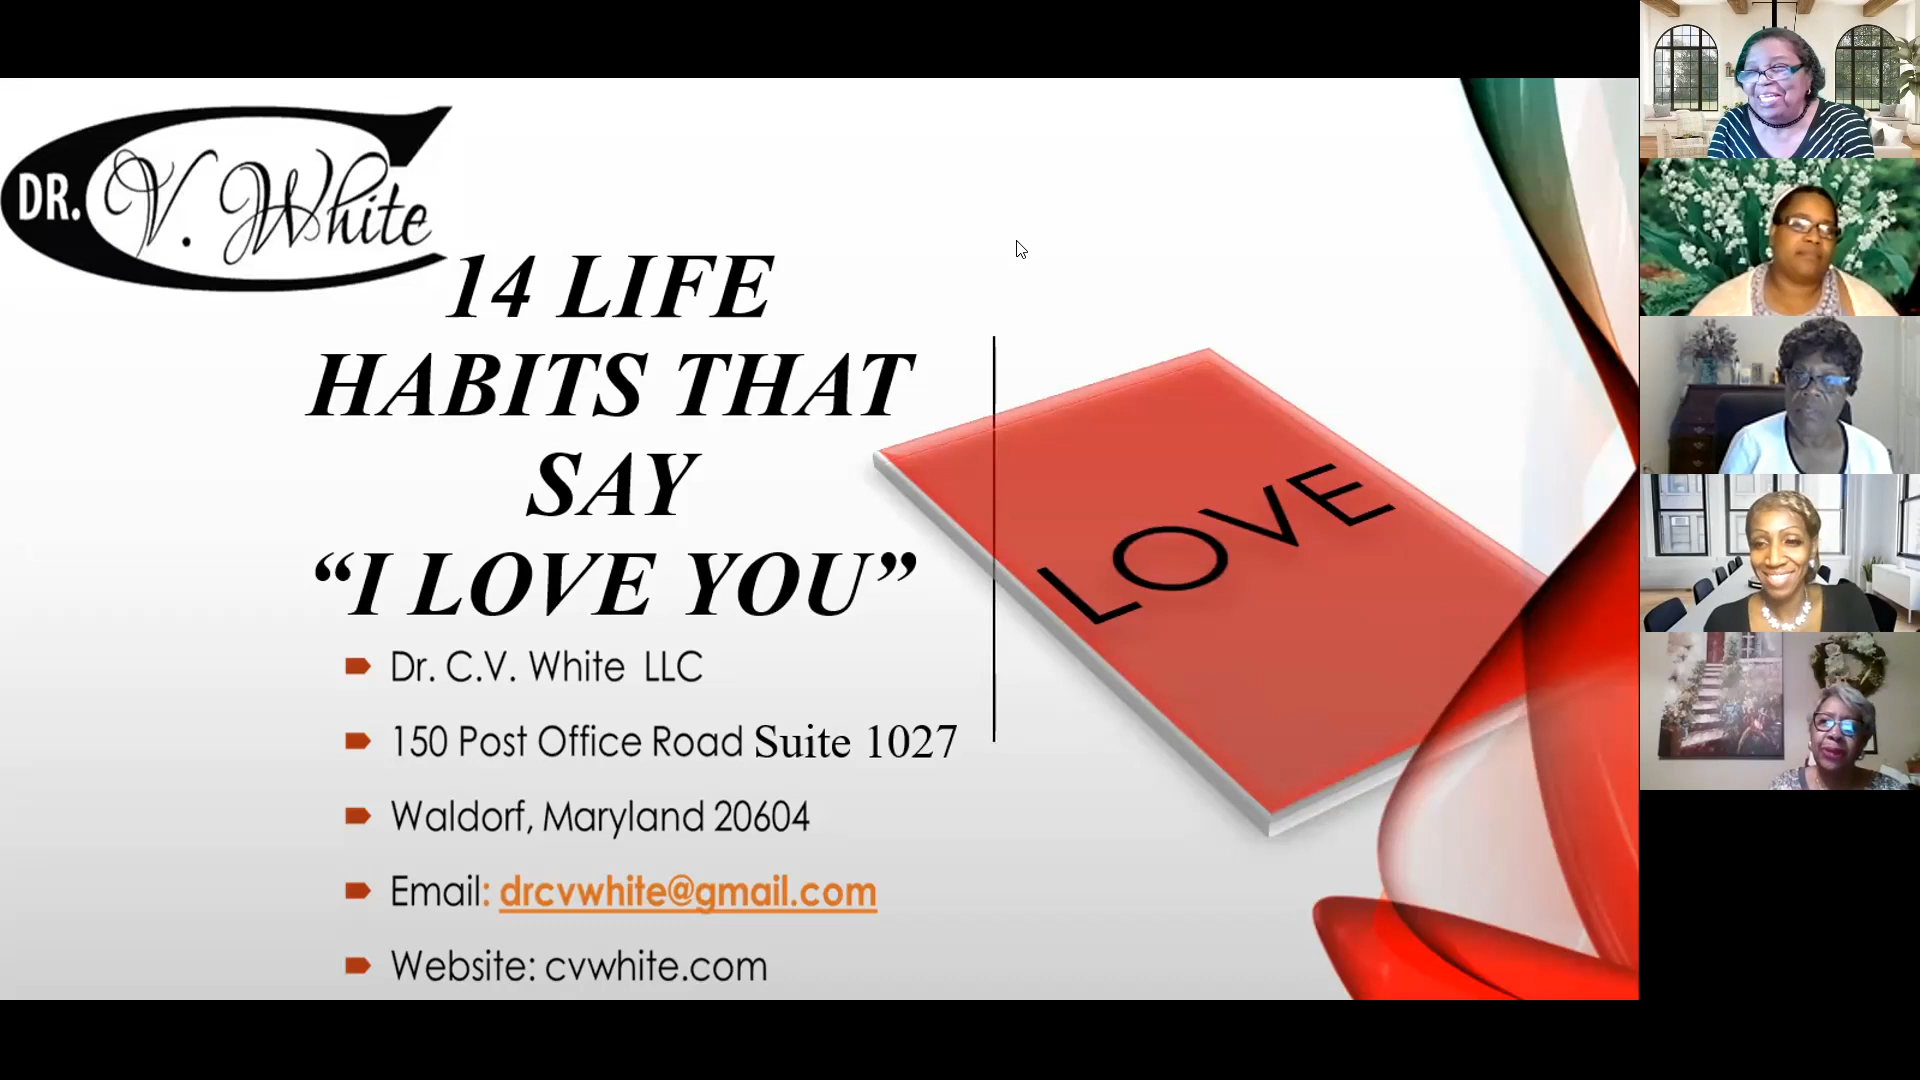 DR. C V. White
14 LIFE
HABITS THAT
SAY
“I LOVE YOU”
LOVE
Dr. C.V. White LLC
150 Post Office Road Suite 1027
Waldorf, Maryland 20604
Email: drcvwhite@gmail.com
Website: cvwhite.com